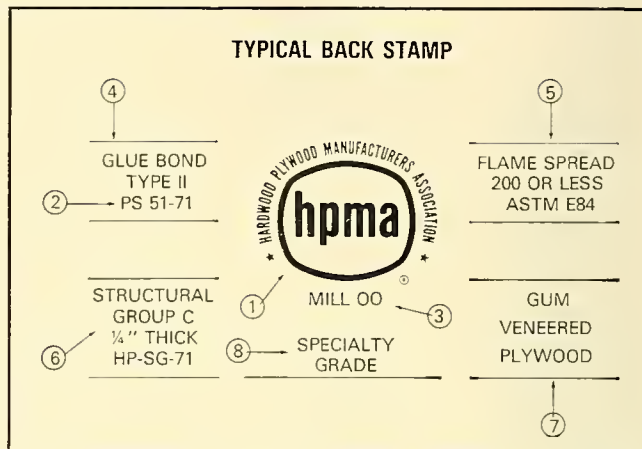 TYPICAL BACK STAMP
4
5
GLUE BOND
TYPE II
2 PS 51-71
HARDWOOD PLYWOOD MANUFACTURERS ASSOCIATION
hpma
®
FLAME SPREAD
200 OR LESS
ASTM E84
1
MILL OO
3
STRUCTURAL
GROUP C
¼" THICK
HP-SG-71
6
8 SPECIALTY
GRADE
GUM
VENEERED
PLYWOOD
7